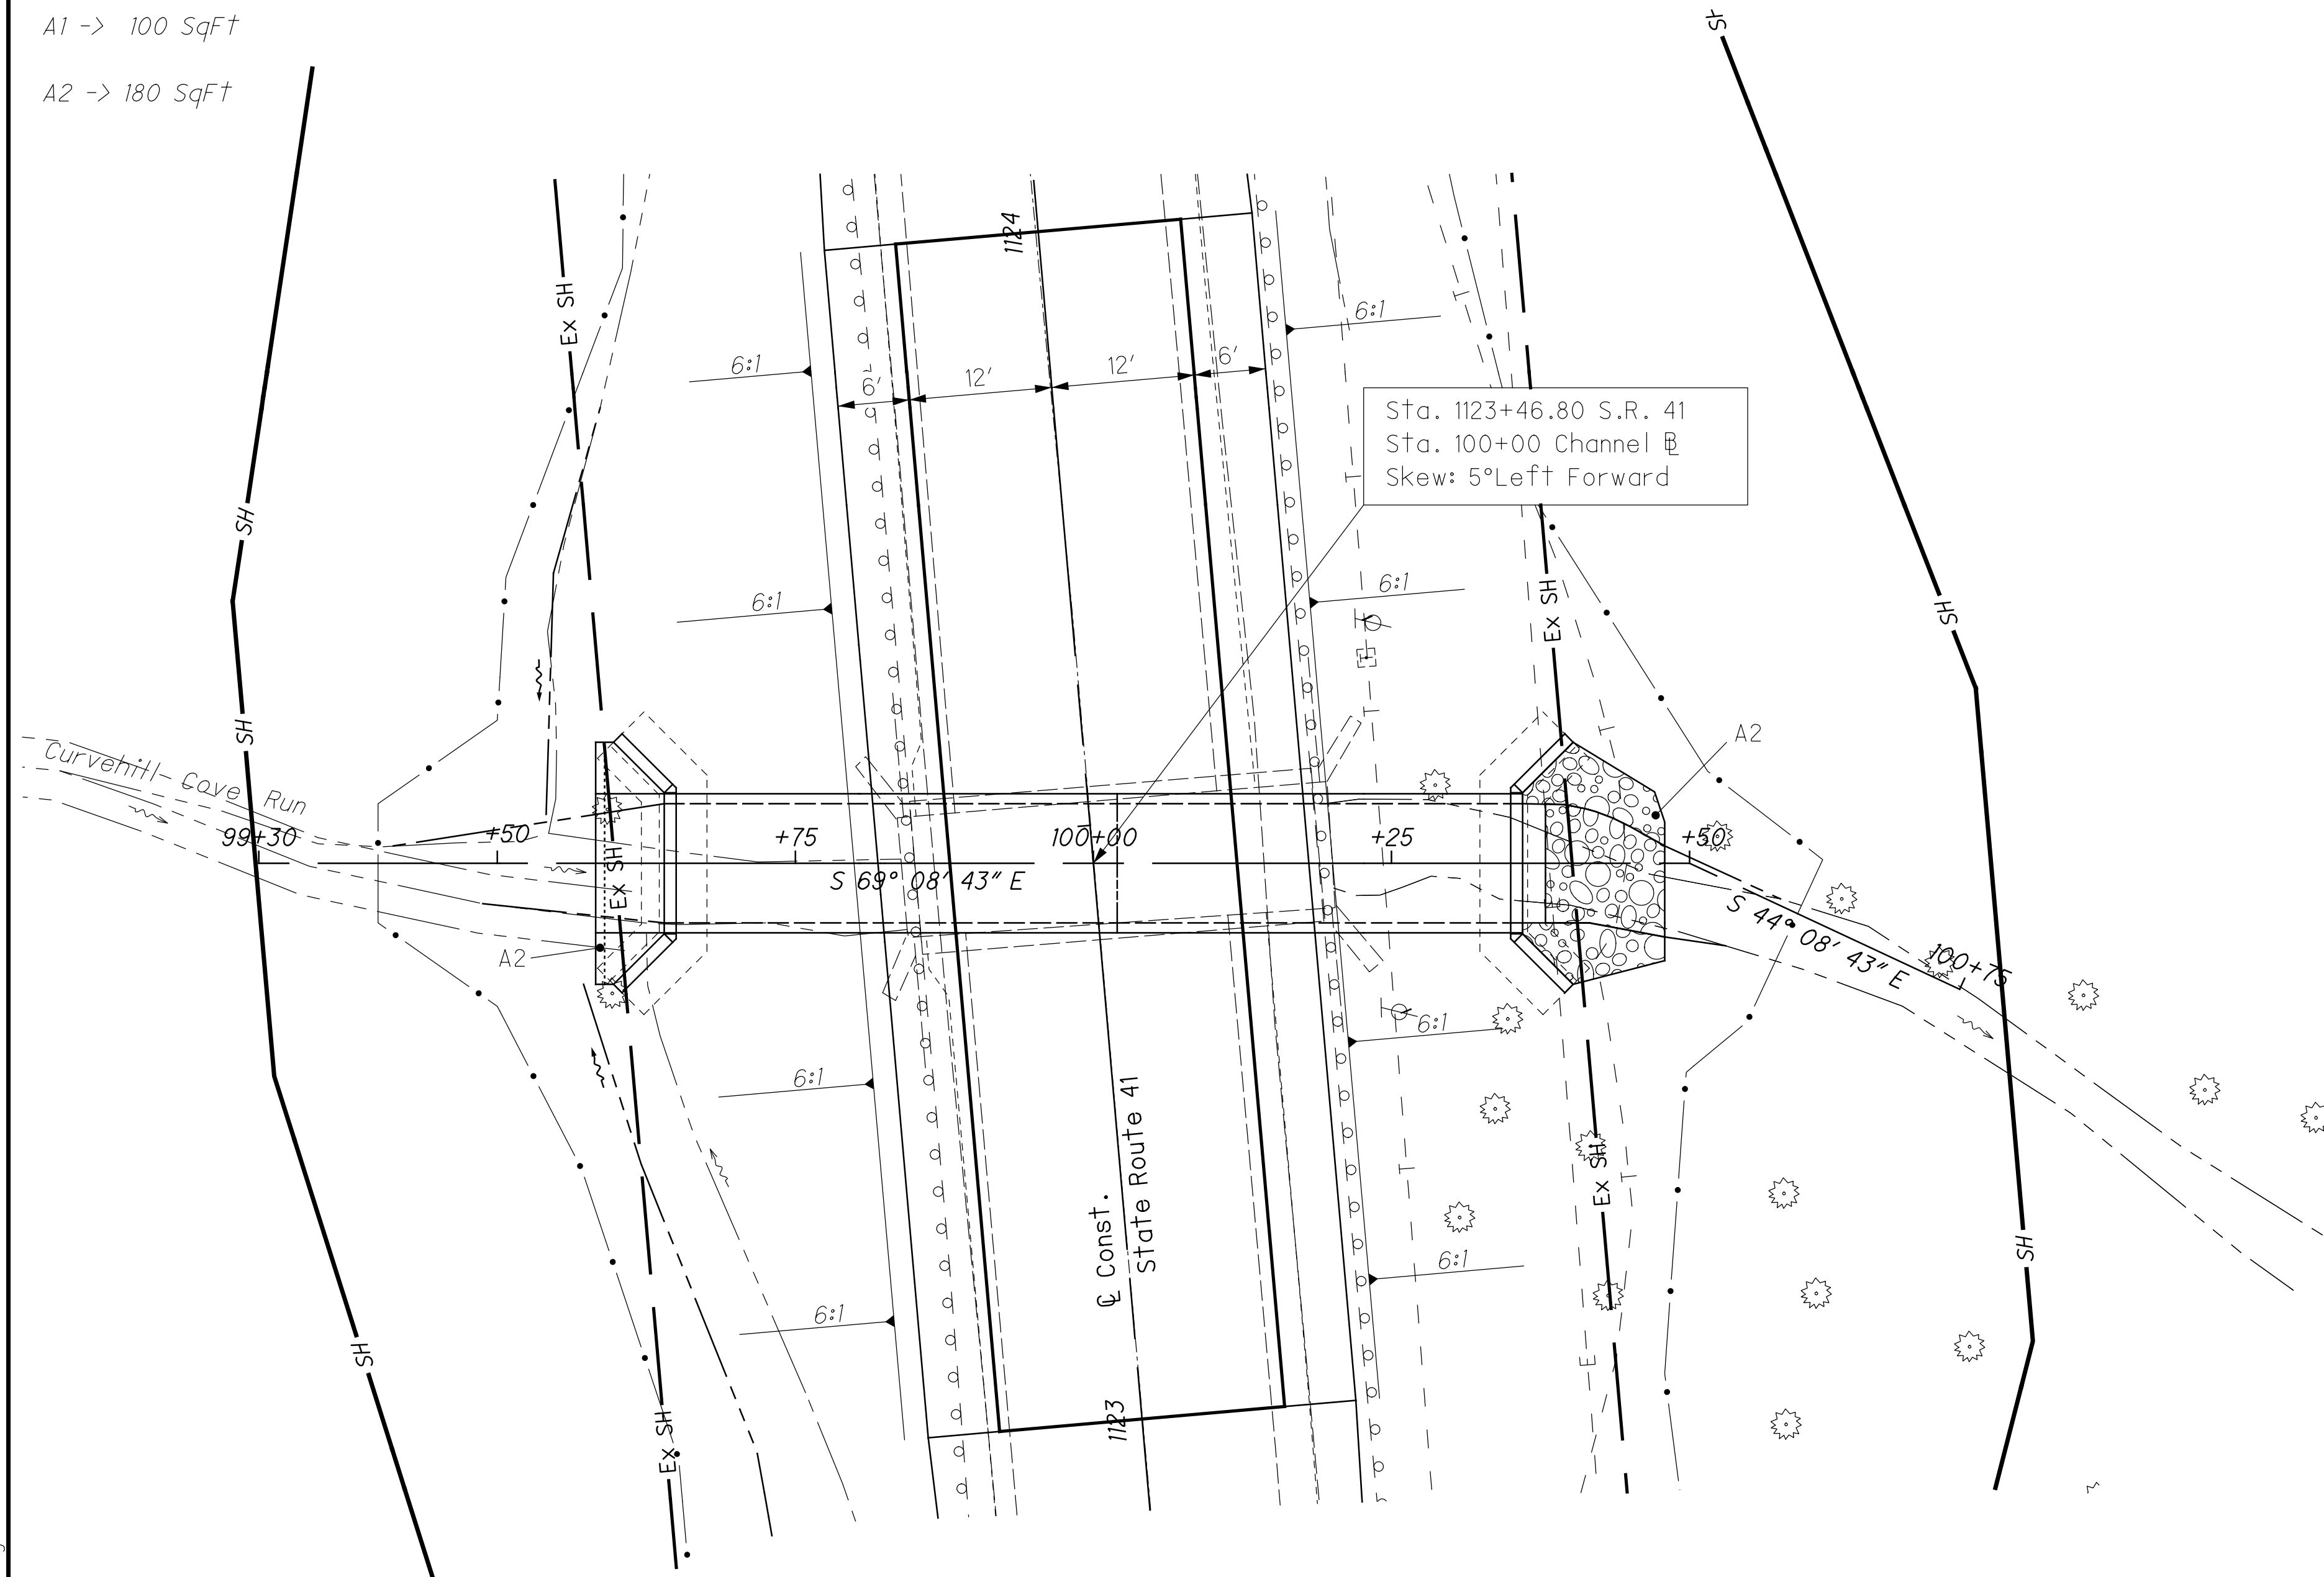 A1 -> 100 SqFt
A2 -> 180 SqFt
SH
1124
Ex SH
6:1
6:1
6'
12'
12'
6'
Sta. 1123+46.80 S.R. 41
Sta. 100+00 Channel ℄
Skew: 5°Left Forward
SH
6:1
6:1
Ex SH
SH
SH
A2
Curvehill-Cove Run
99+30
+50
+75
100+00
+25
+50
Ex SH
S 69° 08' 43" E
S 44° 08' 43" E
A2
100+75
6:1
6:1
℄ Const.
State Route 41
Ex SH
SH
6:1
6:1
SH
1123
Ex SH
T
T
T
T
T
T
T
E